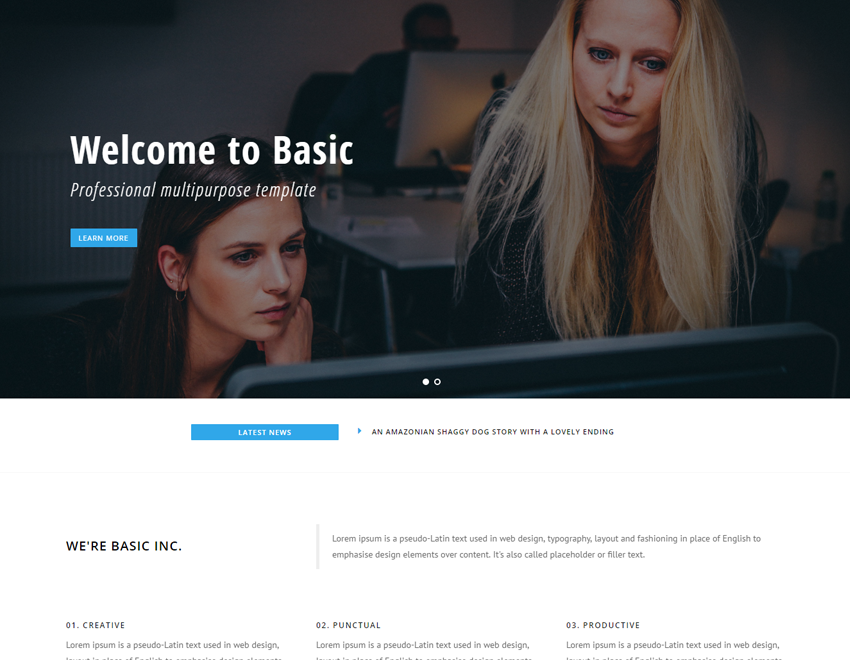 Welcome to Basic
Professional multipurpose template
LEARN MORE
LATEST NEWS
AN AMAZONIAN SHAGGY DOG STORY WITH A LOVELY ENDING
WE'RE BASIC INC.
Lorem ipsum is a pseudo-Latin text used in web design, typography, layout and fashioning in place of English to
emphasise design elements over content. It's also called placeholder or filler text.
01. CREATIVE
02. PUNCTUAL
03. PRODUCTIVE
Lorem ipsum is a pseudo-Latin text used in web design,
Lorem ipsum is a pseudo-Latin text used in web design,
Lorem ipsum is a pseudo-Latin text used in web design,